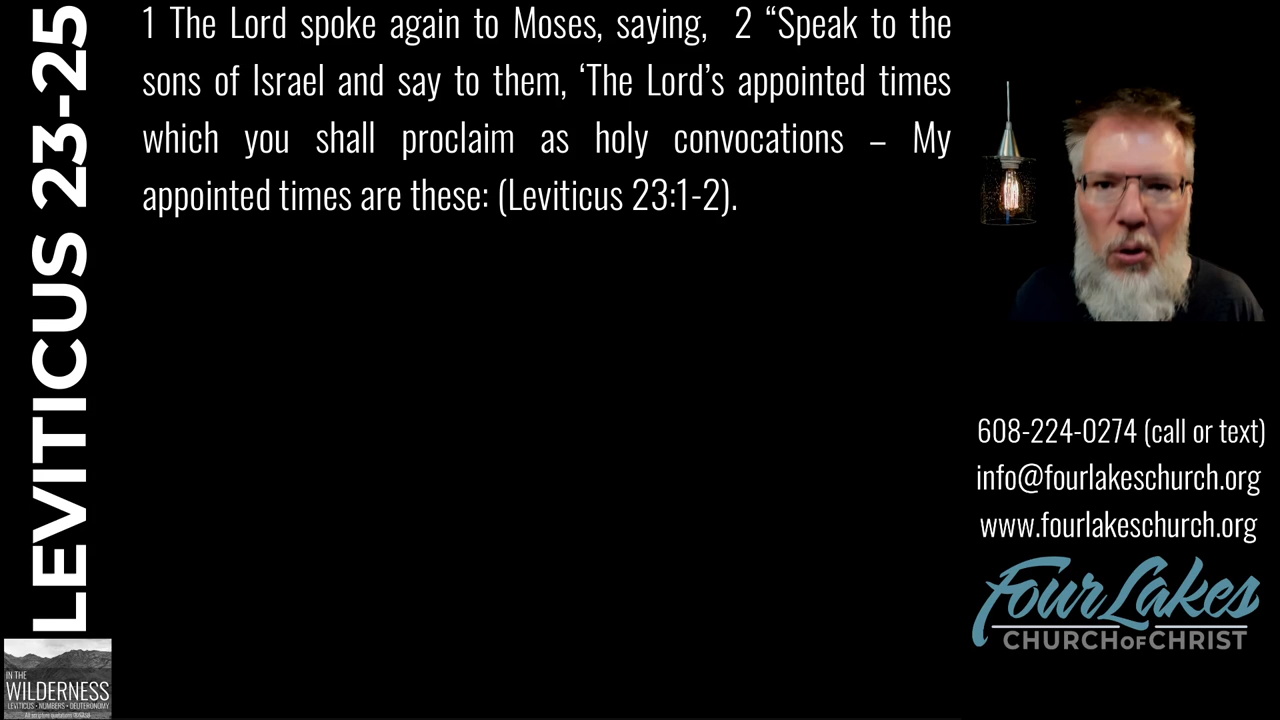 LEVITICUS 23-25
1 The Lord spoke again to Moses, saying, 2 “Speak to the
sons of Israel and say to them, ‘The Lord’s appointed times
which you shall proclaim as holy convocations – My
appointed times are these: (Leviticus 23:1-2).
608-224-0274 (call or text)
info@fourlakeschurch.org
www.fourlakeschurch.org
Four Lakes
CHURCH OF CHRIST
IN THE
WILDERNESS
LEVITICUS • NUMBERS • DEUTERONOMY